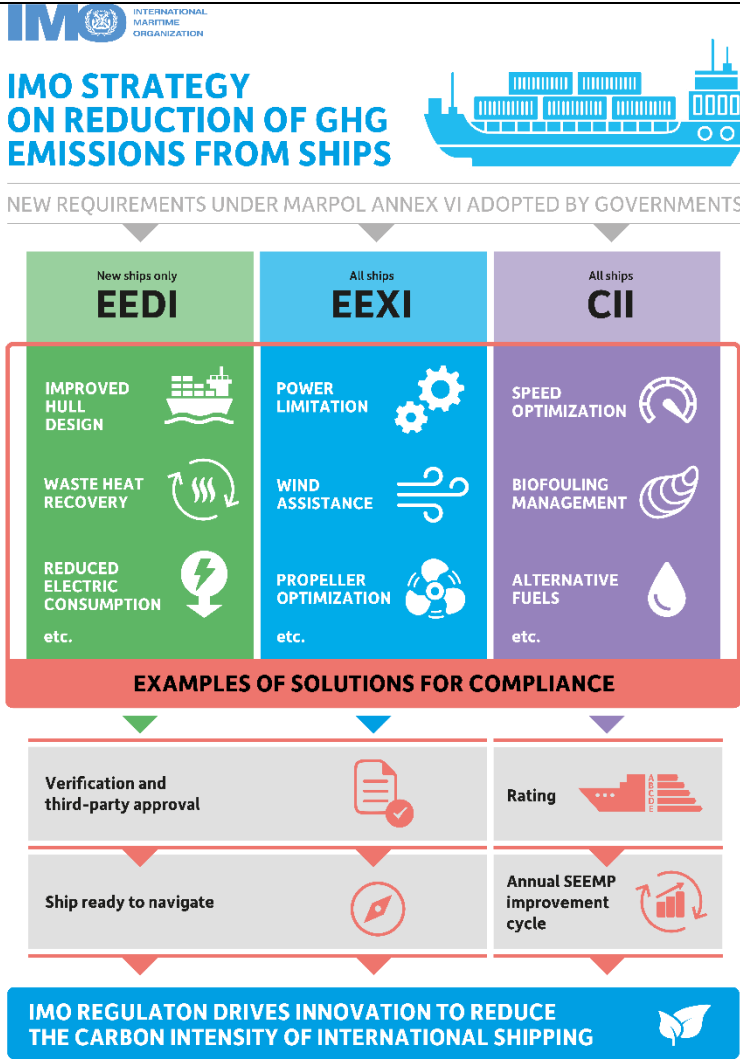 IMO
INTERNATIONAL
MARITIME
ORGANIZATION
IMO STRATEGY
ON REDUCTION OF GHG
EMISSIONS FROM SHIPS
NEW REQUIREMENTS UNDER MARPOL ANNEX VI ADOPTED BY GOVERNMENTS
New ships only
EEDI
IMPROVED
HULL
DESIGN
WASTE HEAT
RECOVERY
REDUCED
ELECTRIC
CONSUMPTION
etc.
All ships
EEXI
POWER
LIMITATION
WIND
ASSISTANCE
PROPELLER
OPTIMIZATION
etc.
All ships
CII
SPEED
OPTIMIZATION
BIOFOULING
MANAGEMENT
ALTERNATIVE
FUELS
etc.
EXAMPLES OF SOLUTIONS FOR COMPLIANCE
Verification and
third-party approval
Ship ready to navigate
Rating
A
B
C
D
E
Annual SEEMP
improvement
cycle
IMO REGULATON DRIVES INNOVATION TO REDUCE
THE CARBON INTENSITY OF INTERNATIONAL SHIPPING